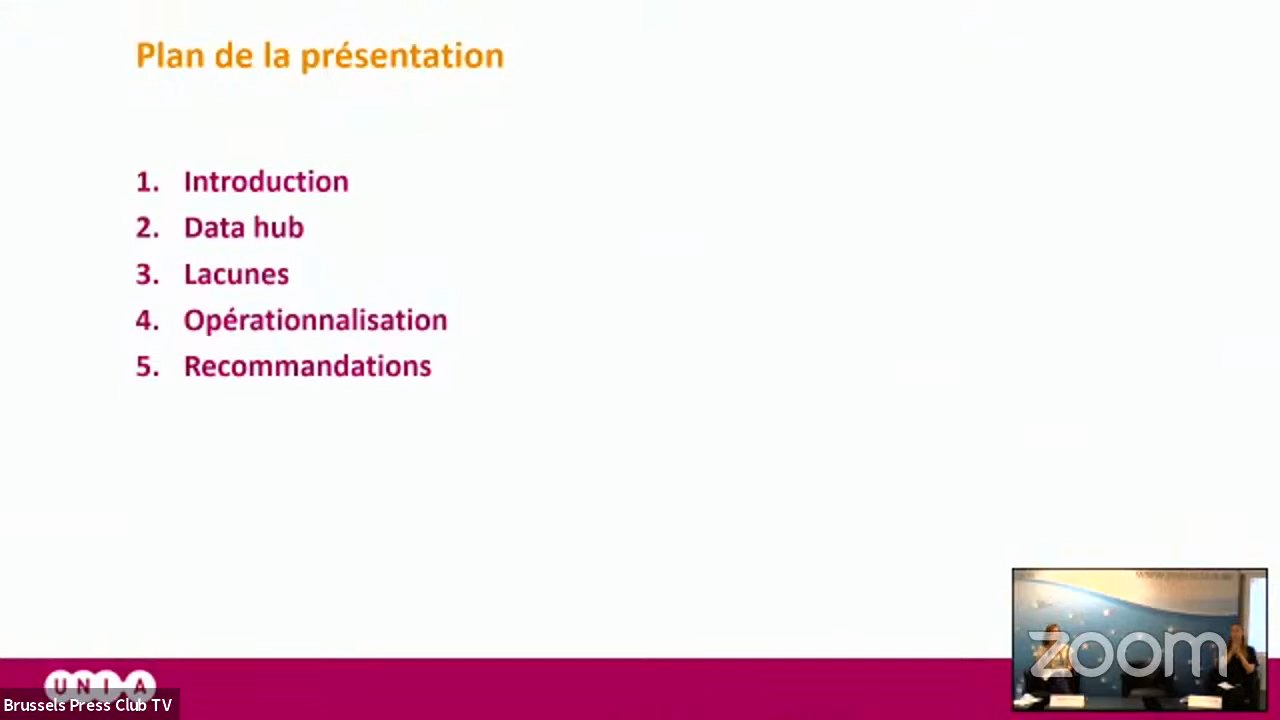 Plan de la présentation
1. Introduction
2. Data hub
3. Lacunes
4. Opérationnalisation
5. Recommandations
zoom
UNIA
Brussels Press Club TV